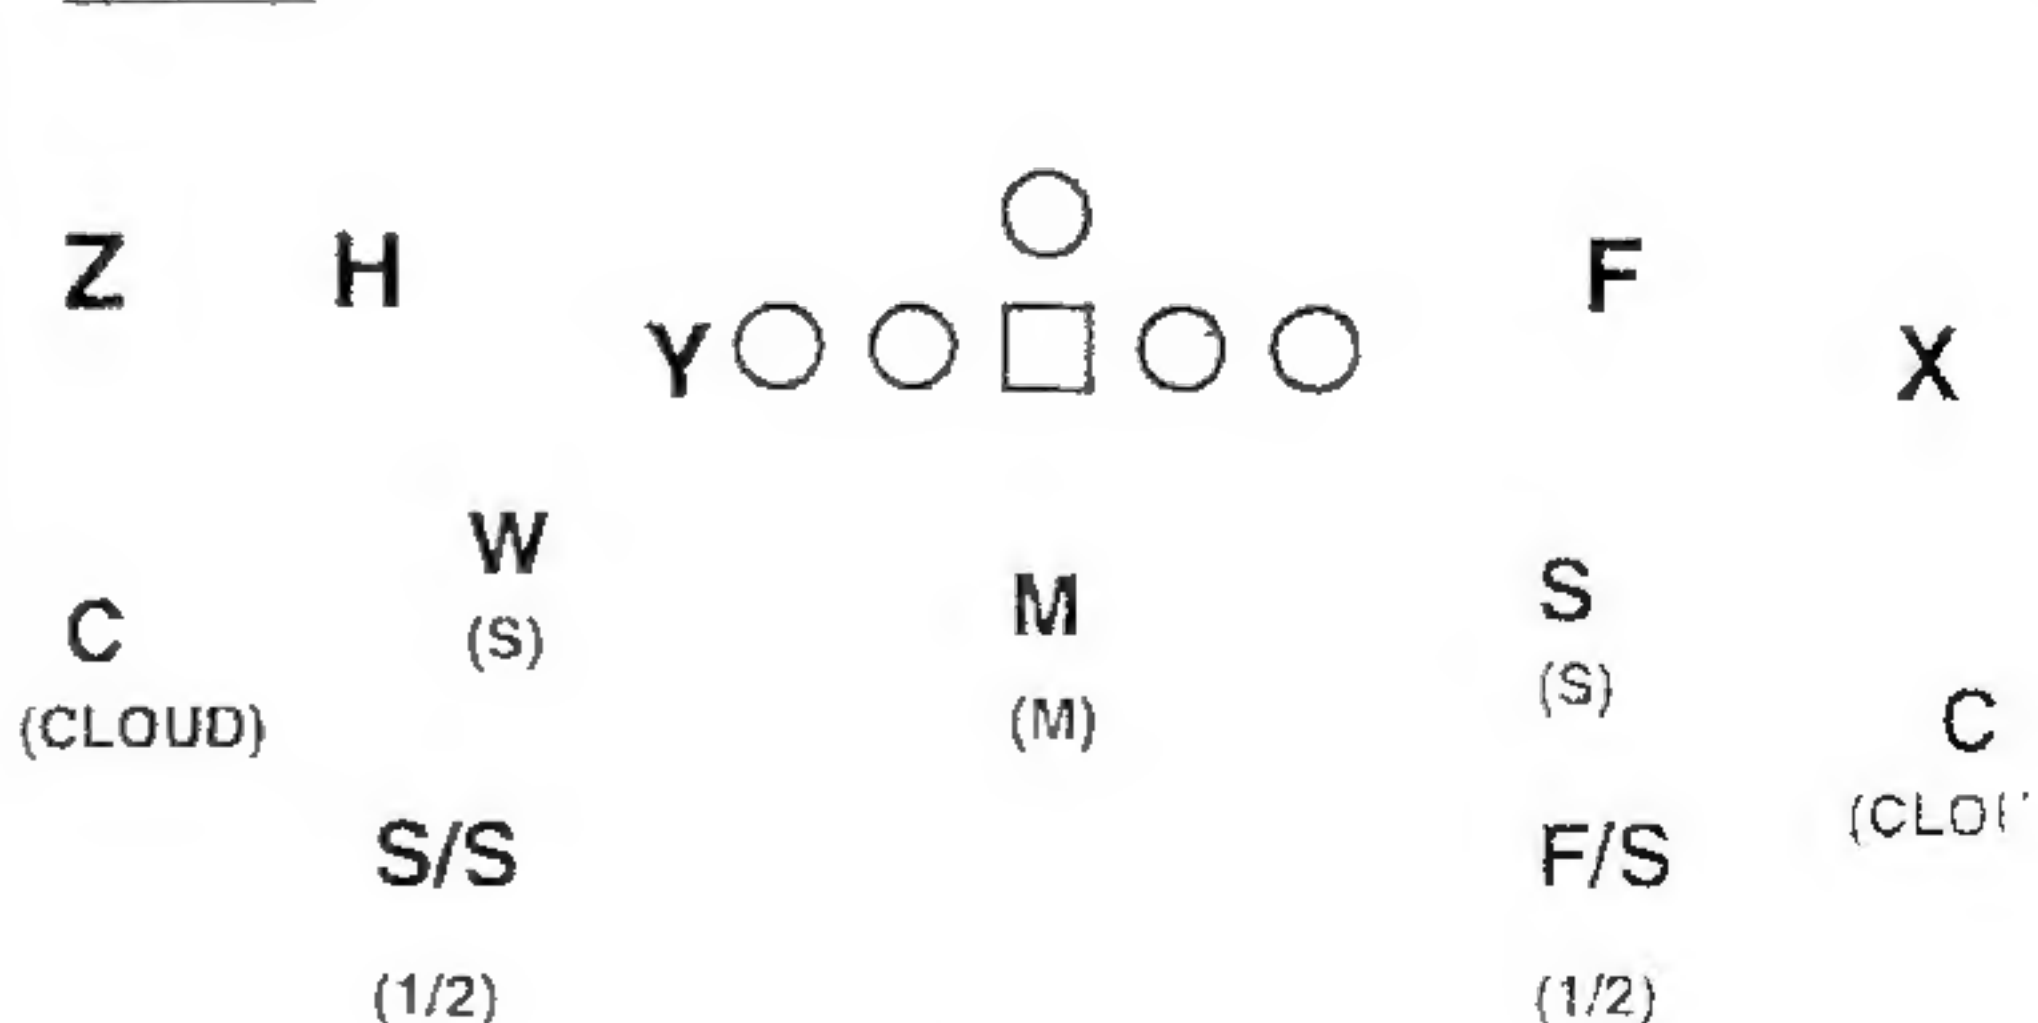 Z H F
Y X
W
(S)
M
S
C
(S)
(CLOUD)
(M)
C
S/S
F/S
(1/2)
(1/2)